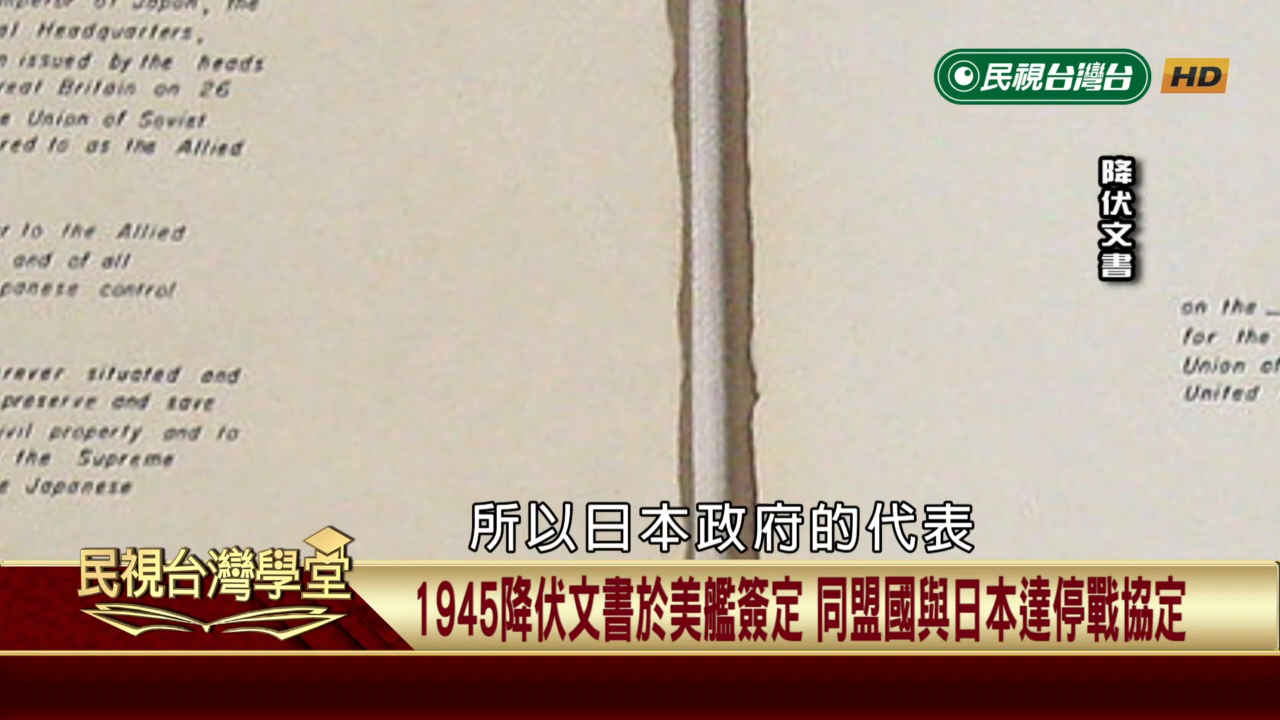 Emperor of Japan, the
al Headquarters,
n issued by the heads
reat Britain on 26
e Union of Soviet
red to as the Allied
r to the Allied
and of all
panese control
rever situated and
preserve and save
ivil property and to
the Supreme
e Japanese
民視台灣台 HD
降伏文書
on the
for the
Union of
United
所以日本政府的代表
民視台灣學堂
1945降伏文書於美艦簽定 同盟國與日本達停戰協定